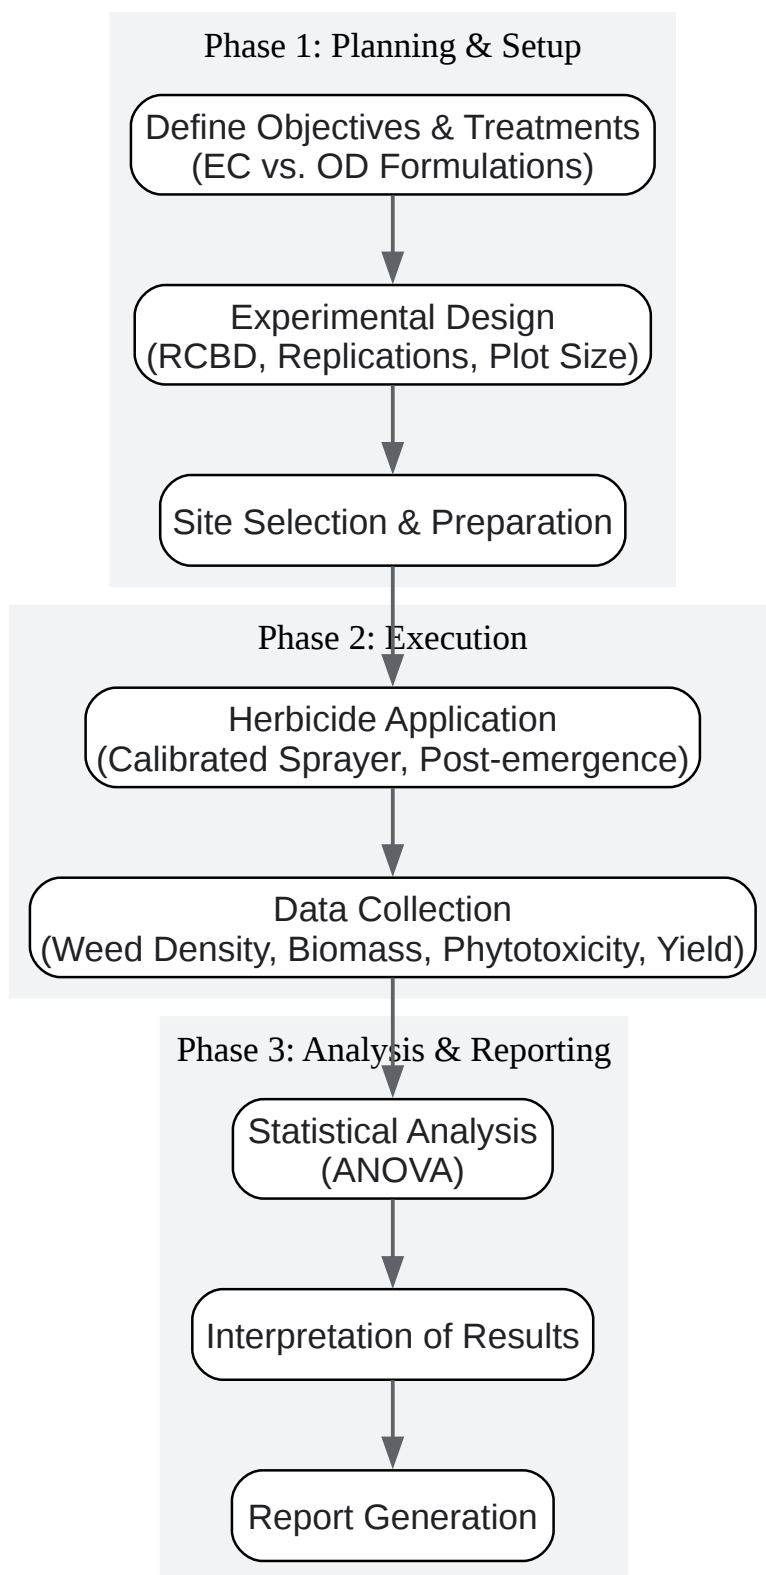 Phase 1: Planning & Setup
Define Objectives & Treatments
(EC vs. OD Formulations)
Experimental Design
(RCBD, Replications, Plot Size)
Site Selection & Preparation
Phase 2: Execution
Herbicide Application
(Calibrated Sprayer, Post-emergence)
Data Collection
(Weed Density, Biomass, Phytotoxicity, Yield)
Phase 3: Analysis & Reporting
Statistical Analysis
(ANOVA)
Interpretation of Results
Report Generation